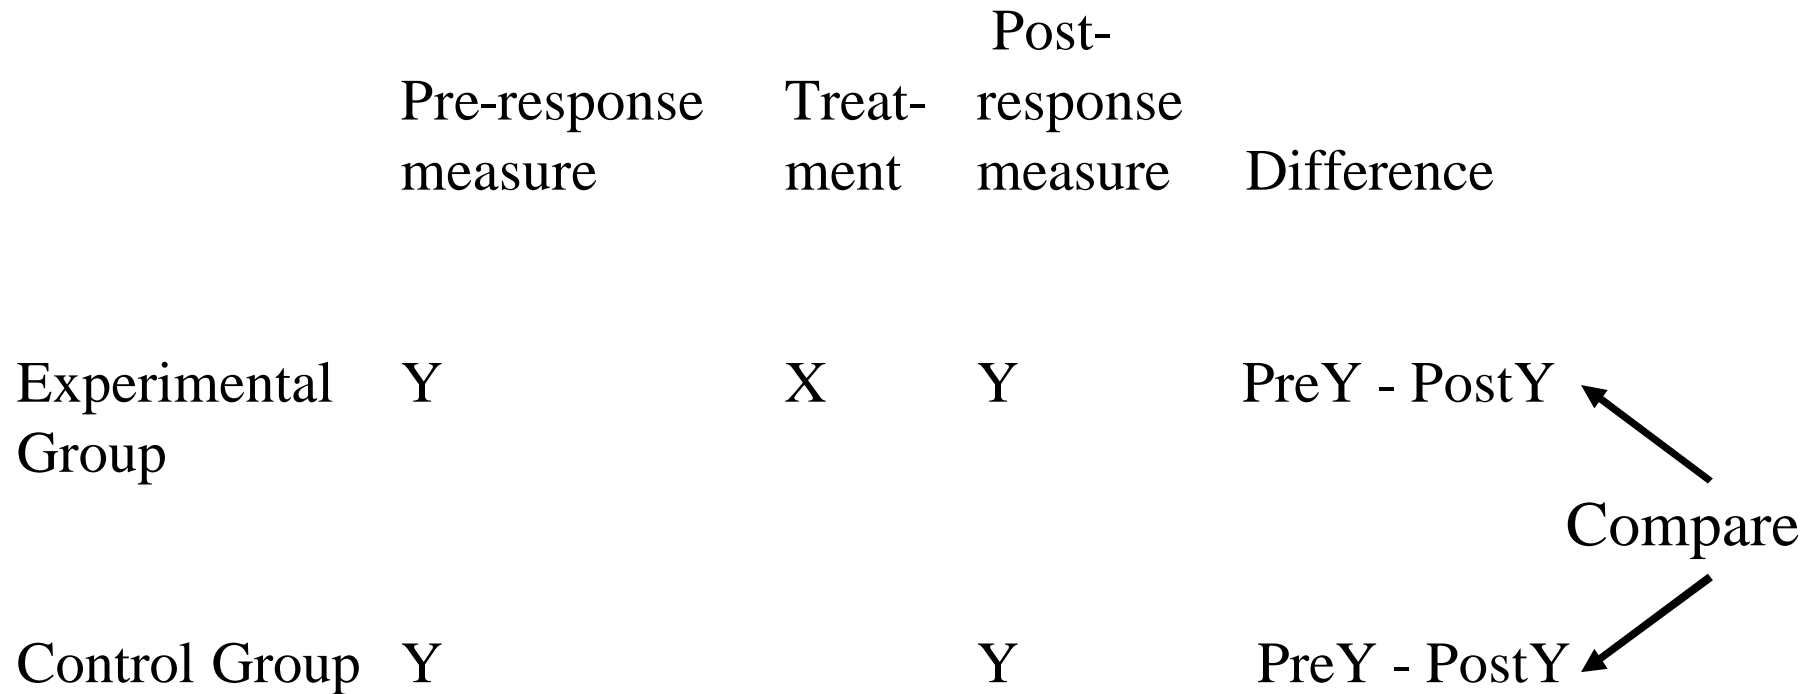 Post-
Pre-response Treat- response
measure ment measure Difference
Experimental Y X Y PreY - PostY
Group
Compare
Control Group Y Y PreY - PostY